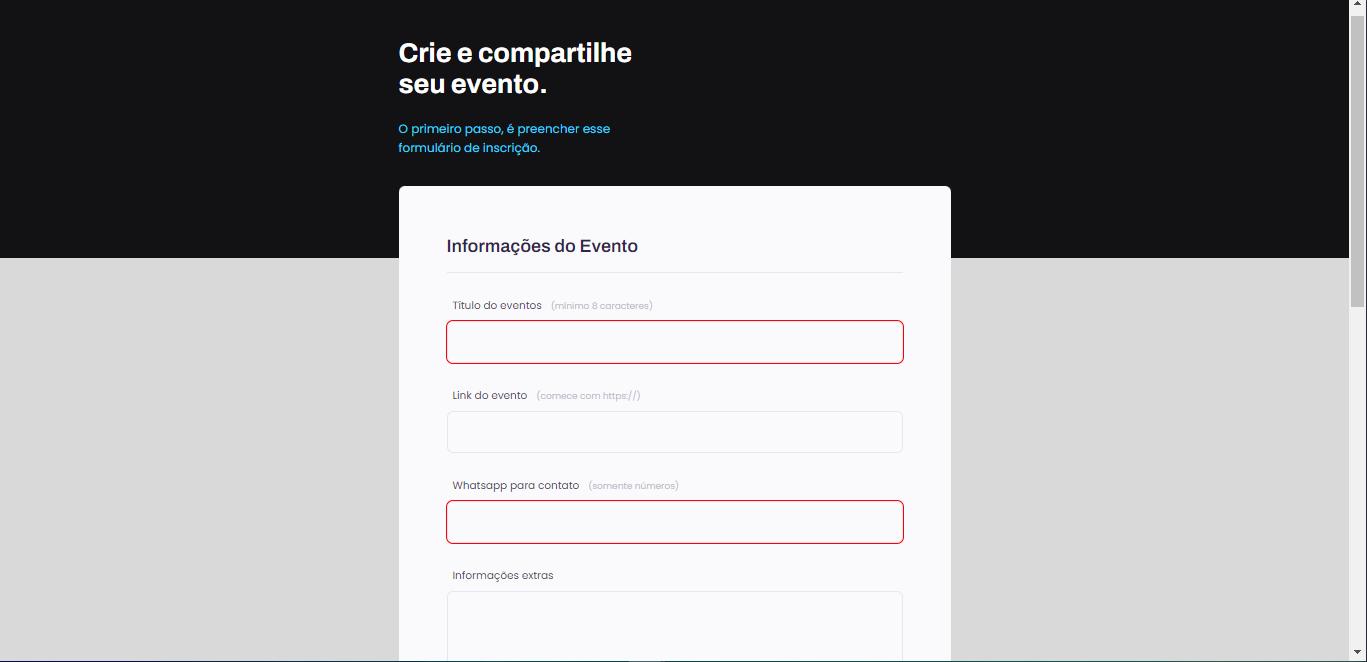 Crie e compartilhe
seu evento.
O primeiro passo, é preencher esse
formulário de inscrição.
Informações do Evento
Título do eventos (mínimo 8 caracteres)
Link do evento (comece com https://)
Whatsapp para contato (somente números)
Informações extras